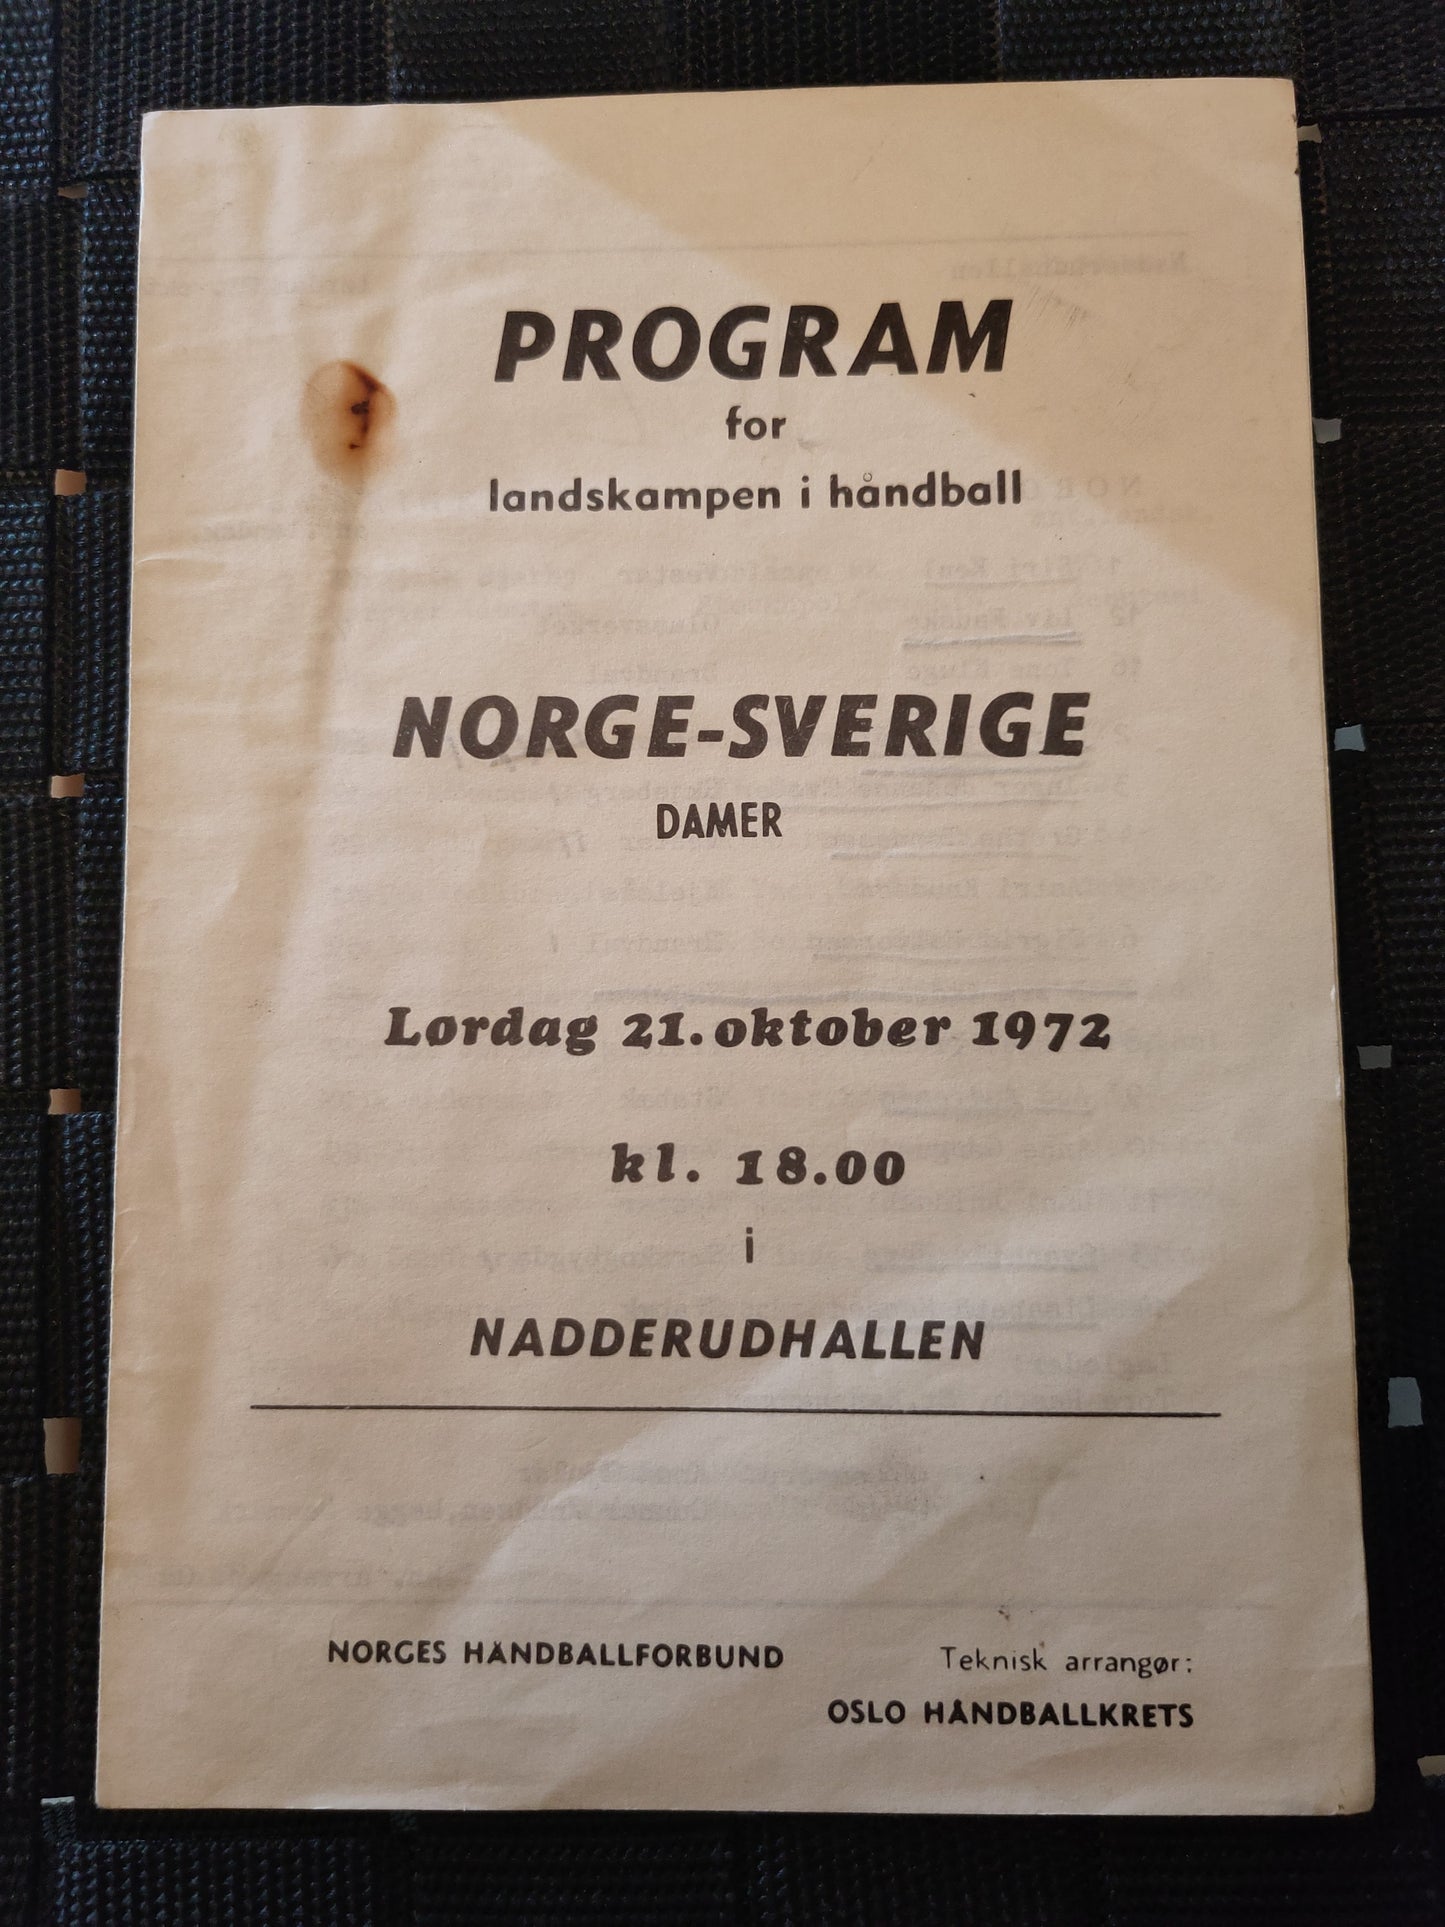 PROGRAM
for
landskampen i håndball
NORGE-SVERIGE
DAMER
Lørdag 21. oktober 1972
kl. 18.00
i
NADDERUDHALLEN
NORGES HÅNDBALLFORBUND
Teknisk arrangør:
OSLO HÅNDBALLKRETS